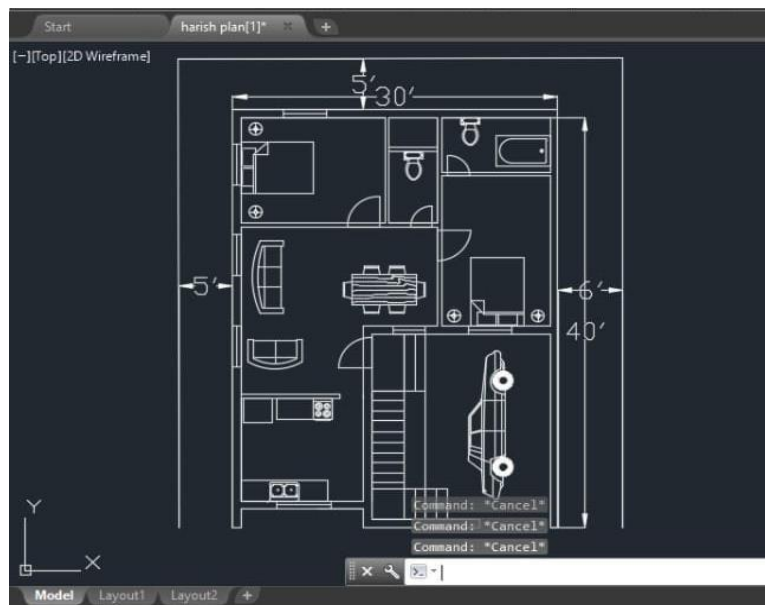 Start
harish plan[1]*
[−][Top][2D Wireframe]
5'
30'
5'
6'
40'
Command: *Cancel*
Command: *Cancel*
Command: *Cancel*
Y
X
Model Layout1 Layout2 +